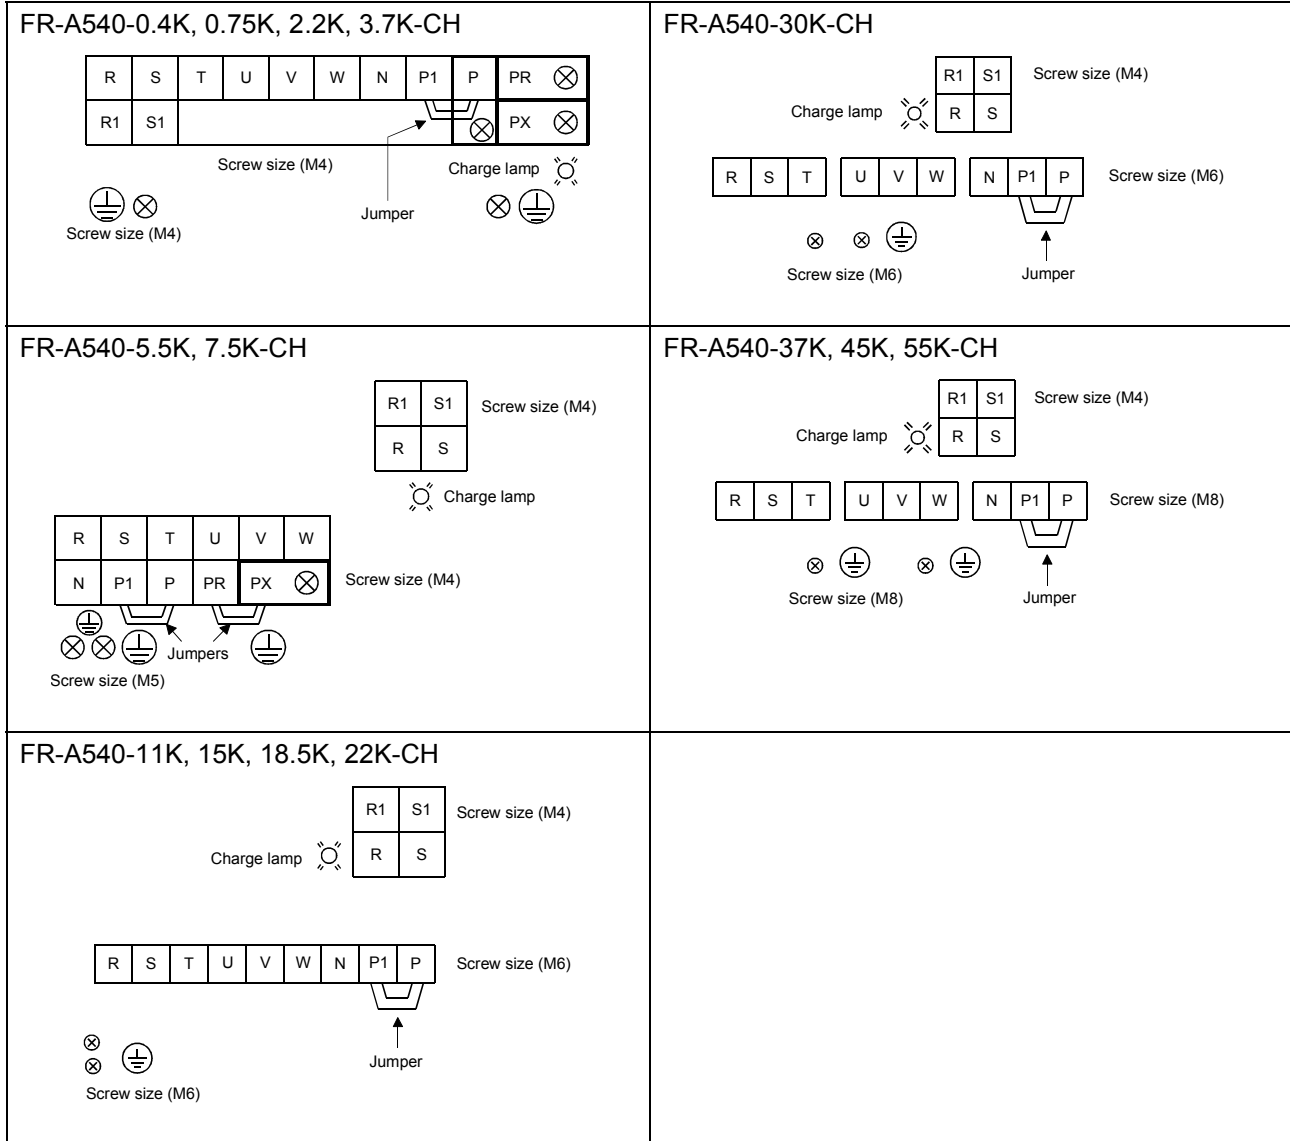 FR-A540-0.4K, 0.75K, 2.2K, 3.7K-CH
R S T U V W N P1 P PR
R1 S1 PX
Screw size (M4)
Charge lamp
Jumper
Screw size (M4)
FR-A540-30K-CH
R1 S1 Screw size (M4)
Charge lamp R S
R S T U V W N P1 P Screw size (M6)
Screw size (M6)
Jumper
FR-A540-5.5K, 7.5K-CH
R1 S1 Screw size (M4)
R S
Charge lamp
R S T U V W
N P1 P PR PX Screw size (M4)
Jumpers
Screw size (M5)
FR-A540-37K, 45K, 55K-CH
R1 S1 Screw size (M4)
Charge lamp R S
R S T U V W N P1 P Screw size (M8)
Screw size (M8)
Jumper
FR-A540-11K, 15K, 18.5K, 22K-CH
R1 S1 Screw size (M4)
Charge lamp R S
R S T U V W N P1 P Screw size (M6)
Jumper
Screw size (M6)